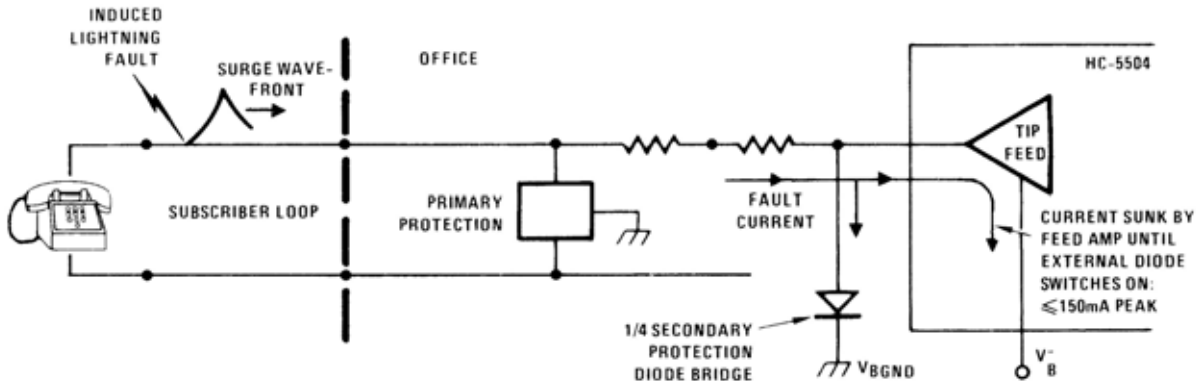 INDUCED
LIGHTNING
FAULT
SURGE WAVE-
FRONT
OFFICE
HC-5504
TIP
FEED
SUBSCRIBER LOOP
PRIMARY
PROTECTION
FAULT
CURRENT
CURRENT SUNK BY
FEED AMP UNTIL
EXTERNAL DIODE
SWITCHES ON:
≤150mA PEAK
1/4 SECONDARY
PROTECTION
DIODE BRIDGE
VBGND
V-B